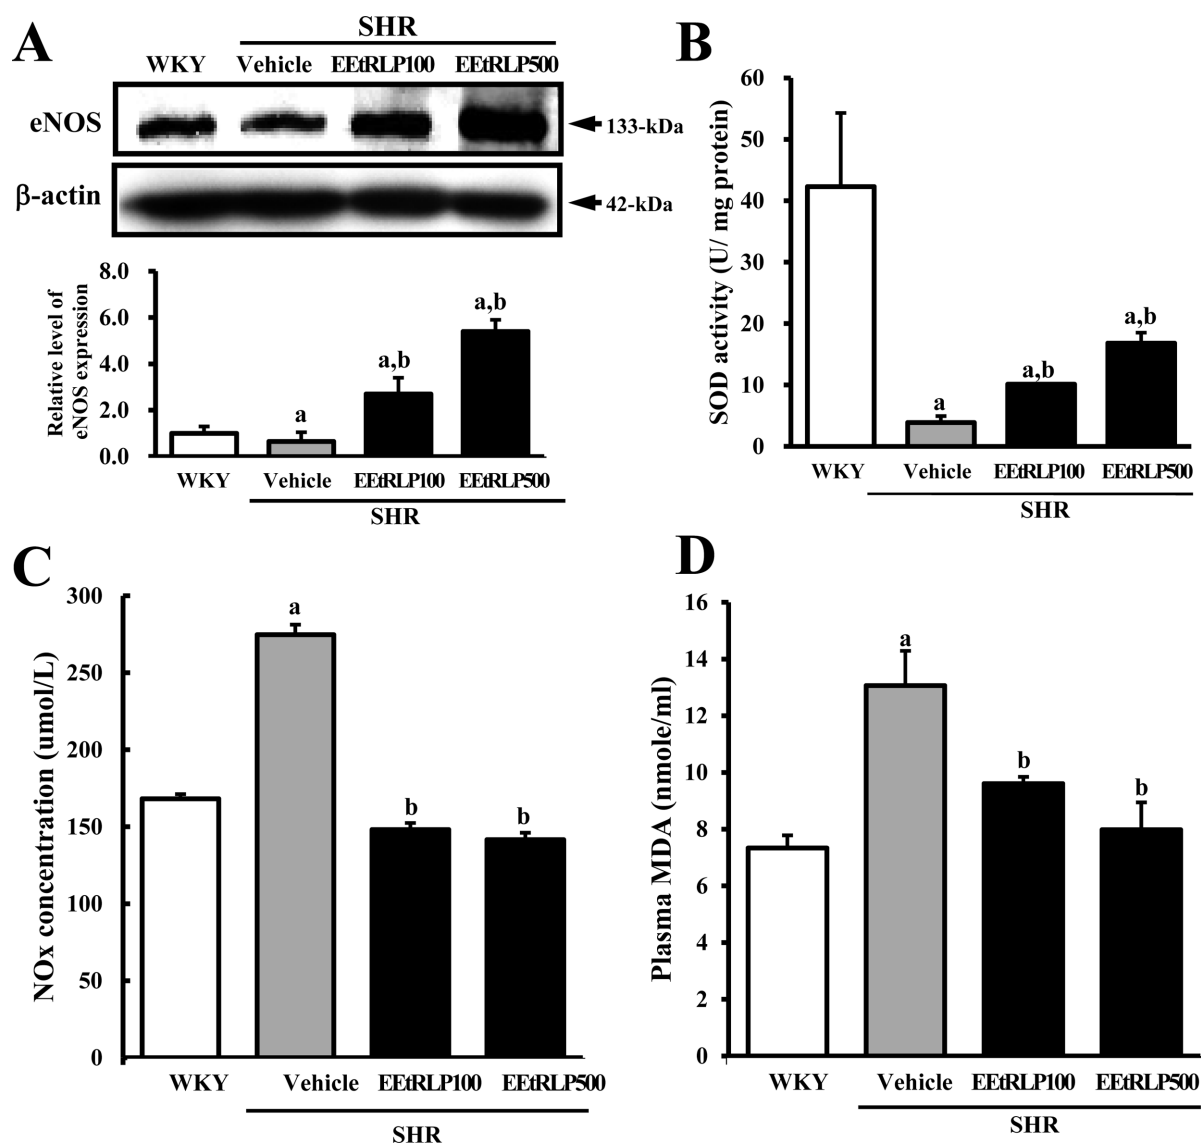 A
SHR
WKY Vehicle EEtRLP100 EEtRLP500
eNOS 133-kDa
β-actin 42-kDa
Relative level of
eNOS expression
8.0
6.0
4.0
2.0
0.0
a
a,b
a,b
WKY Vehicle EEtRLP100 EEtRLP500
SHR
B
SOD activity (U/ mg protein)
60
50
40
30
20
10
0
a
a,b
a,b
WKY Vehicle EEtRLP100 EEtRLP500
SHR
C
NOx concentration (umol/L)
300
250
200
150
100
50
0
a
b
b
WKY Vehicle EEtRLP100 EEtRLP500
SHR
D
Plasma MDA (nmole/ml)
16
14
12
10
8
6
4
2
0
a
b
b
WKY Vehicle EEtRLP100 EEtRLP500
SHR